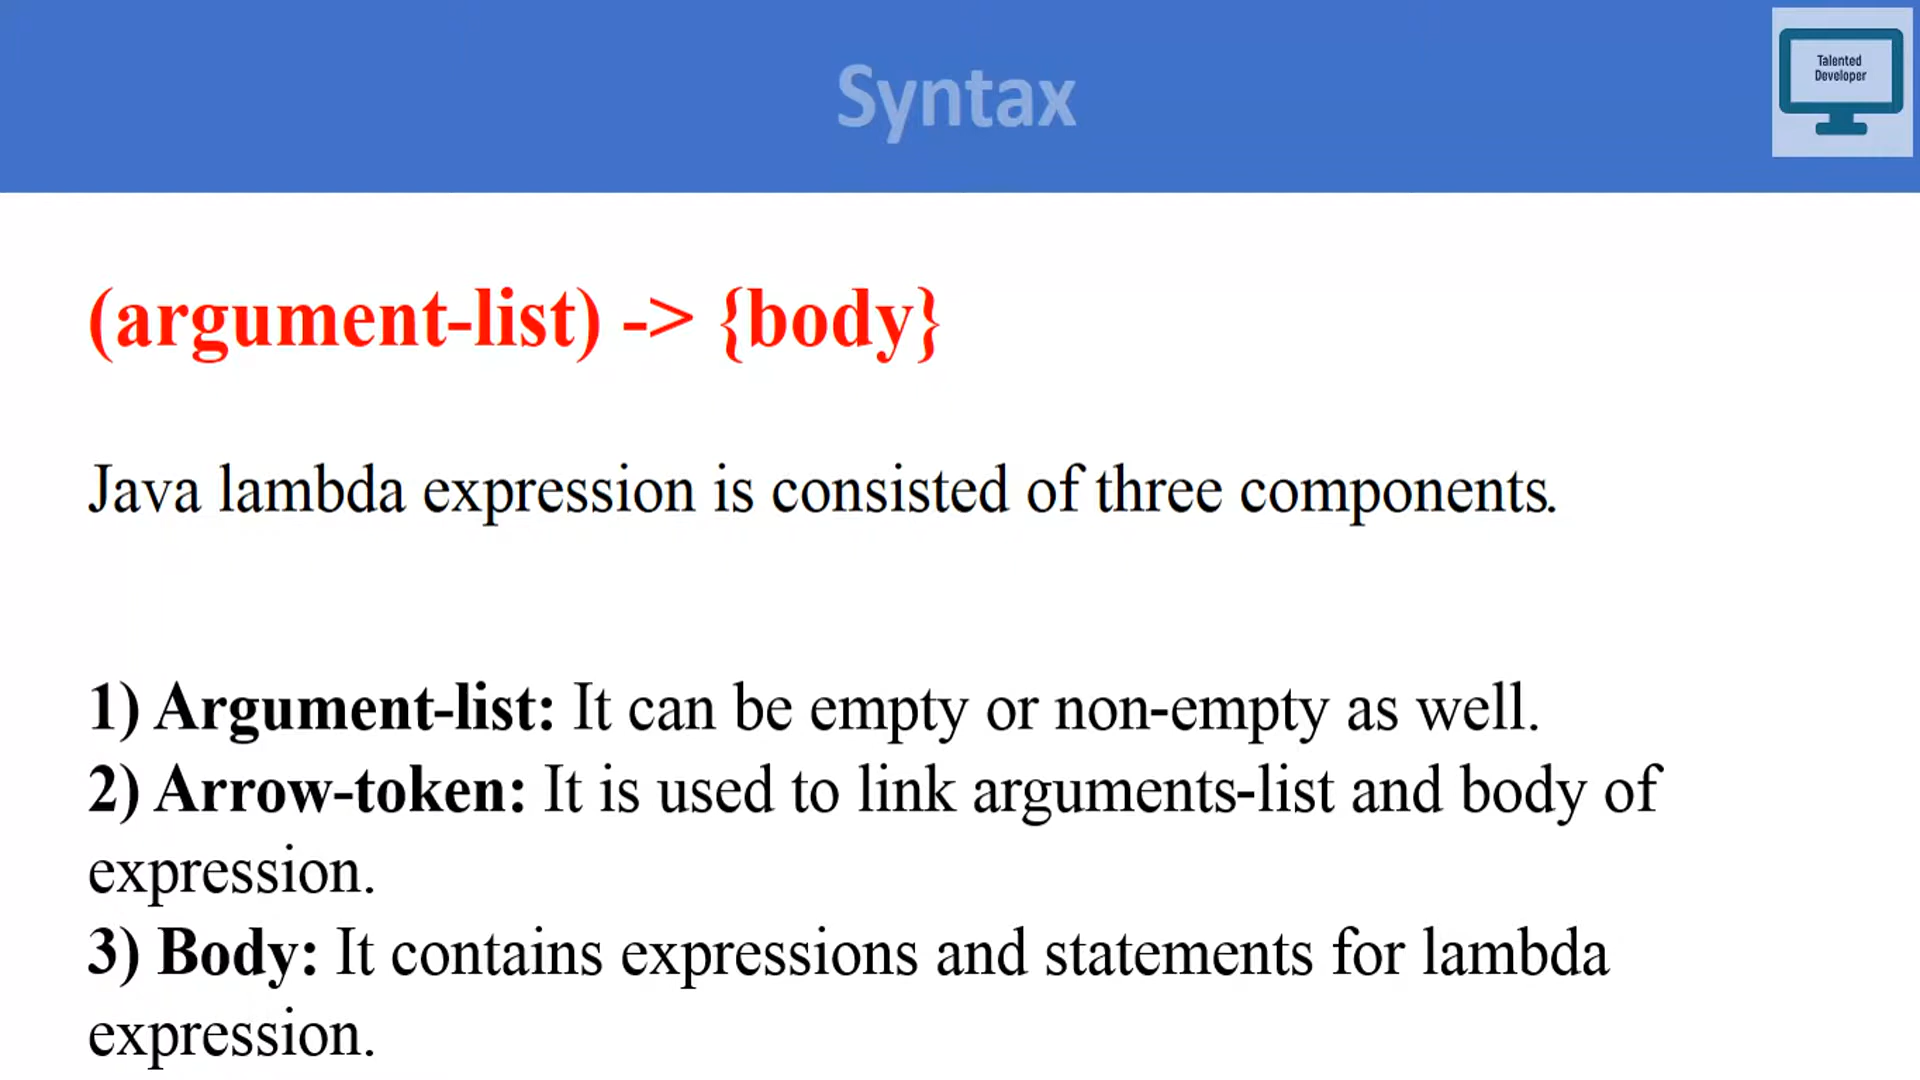 Syntax
Talented
Developer
(argument-list) -> {body}
Java lambda expression is consisted of three components.
1) Argument-list: It can be empty or non-empty as well.
2) Arrow-token: It is used to link arguments-list and body of
expression.
3) Body: It contains expressions and statements for lambda
expression.